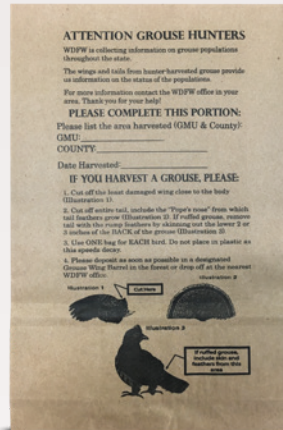 ATTENTION GROUSE HUNTERS
WDFW is collecting information on grouse populations
throughout the state.
The wings and tails from hunter-harvested grouse provide
us information on the status of the populations.
For more information contact the WDFW office in your
area. Thank you for your help!
PLEASE COMPLETE THIS PORTION:
Please list the area harvested (GMU & County):
GMU:
COUNTY:
Date Harvested:
IF YOU HARVEST A GROUSE, PLEASE:
1. Cut off the least damaged wing close to the body
(Illustration 1).
2. Cut off entire tail, include the "Pope's nose" from which
tail feathers grow (Illustration 2). If ruffed grouse, remove
tail with the rump feathers by skinning out the lower 2 or
3 inches of the BACK of the grouse (Illustration 3)
3. Use ONE bag for EACH bird. Do not place in plastic as
this speeds decay.
4. Please deposit as soon as possible in a designated
Grouse Wing Barrel in the forest or drop off at the nearest
WDFW office.
Illustration 1
Cut Here
Illustration 2
Illustration 3
If ruffed grouse,
include skin and
feathers from this
area